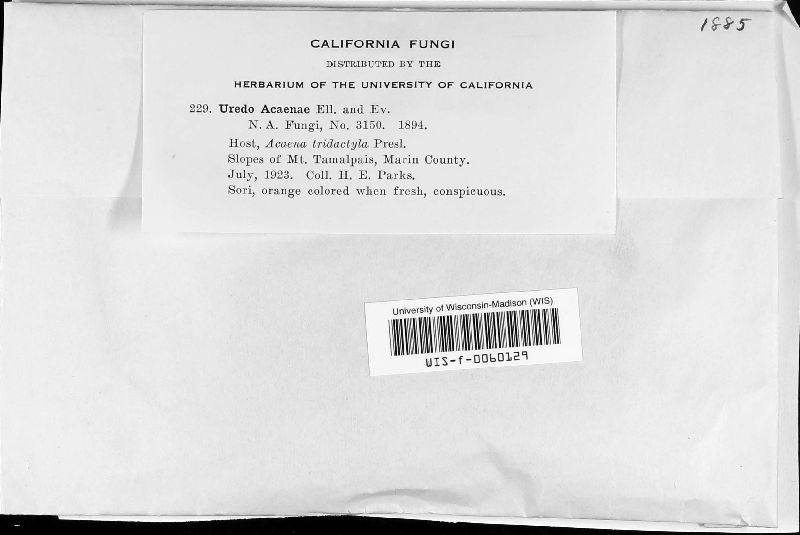 1885
CALIFORNIA FUNGI
DISTRIBUTED BY THE
HERBARIUM OF THE UNIVERSITY OF CALIFORNIA
229. Uredo Acaenae Ell. and Ev.
N. A. Fungi, No. 3150. 1894.
Host, Acaena tridactyla Presl.
Slopes of Mt. Tamalpais, Marin County.
July, 1923. Coll. H. E. Parks.
Sori, orange colored when fresh, conspicuous.
University of Wisconsin-Madison (WIS)
WIS-f-0060129